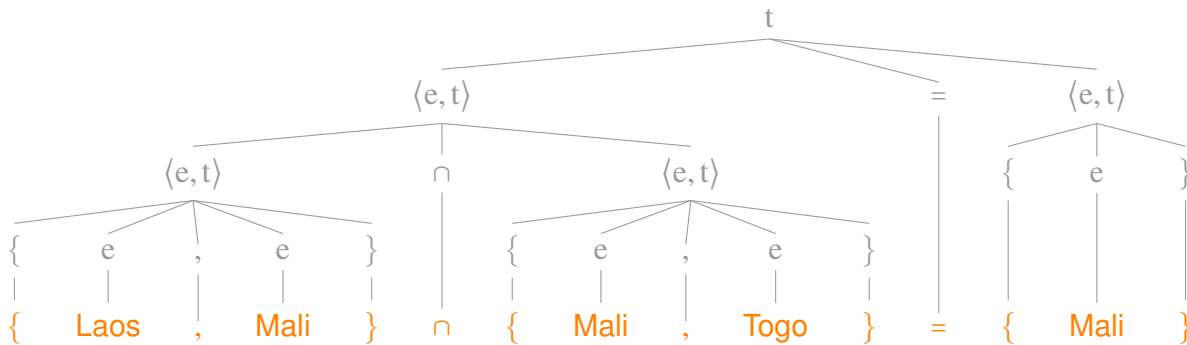 t
⟨e, t⟩ = ⟨e, t⟩
⟨e, t⟩ ∩ ⟨e, t⟩ { e }
{ e , e } { e , e }
{ Laos , Mali } ∩ { Mali , Togo } = { Mali }